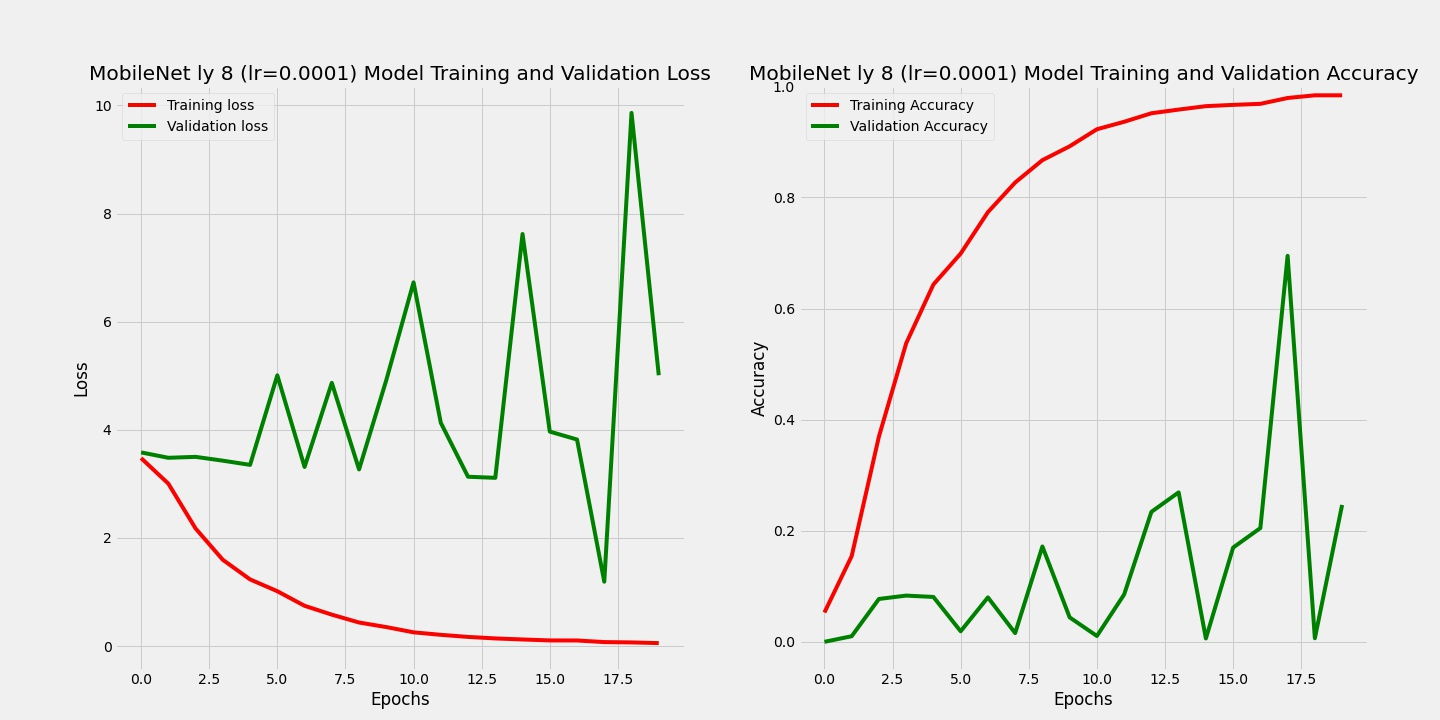 MobileNet ly 8 (lr=0.0001) Model Training and Validation Loss
Training loss
Validation loss
10
8
6
4
2
0
Loss
0.0 2.5 5.0 7.5 10.0 12.5 15.0 17.5
Epochs
MobileNet ly 8 (lr=0.0001) Model Training and Validation Accuracy
Training Accuracy
Validation Accuracy
1.0
0.8
0.6
0.4
0.2
0.0
Accuracy
0.0 2.5 5.0 7.5 10.0 12.5 15.0 17.5
Epochs